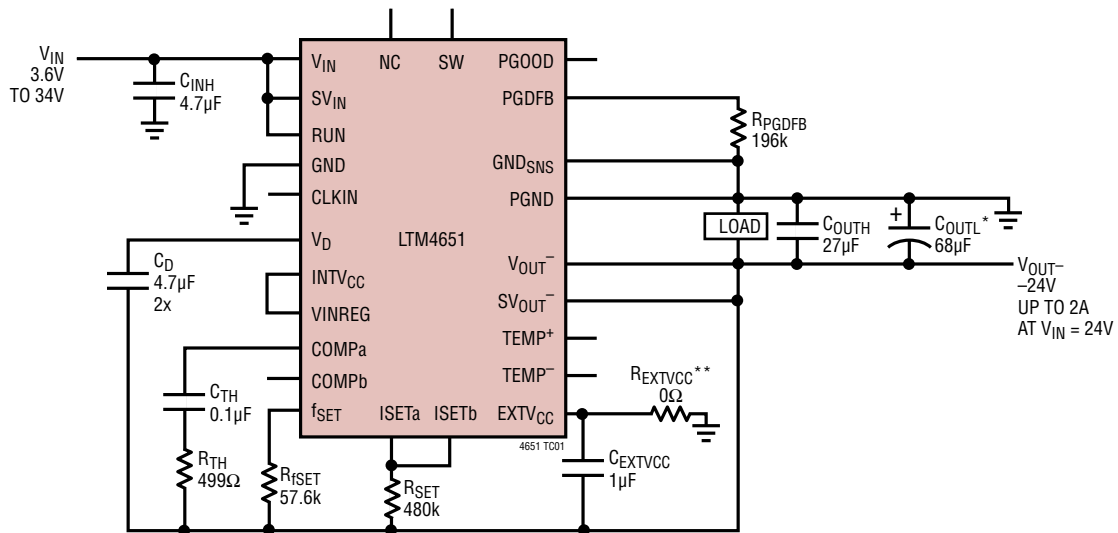 VIN
3.6V
TO 34V
CINH
4.7µF
VIN
NC
SW
PGOOD
SVIN
PGDFB
RPGDFB
196k
RUN
GND
GNDSNS
CLKIN
PGND
VD
LTM4651
LOAD
COUTH
27µF
+
COUTL*
68µF
CD
4.7µF
2x
INTVCC
VOUT–
VOUT–
–24V
UP TO 2A
AT VIN = 24V
VINREG
SVOUT–
COMPa
TEMP+
COMPb
TEMP–
CTH
0.1µF
REXTVCC**
0Ω
fSET
ISETa
ISETb
EXTVCC
4651 TC01
RTH
499Ω
RfSET
57.6k
RSET
480k
CEXTVCC
1µF